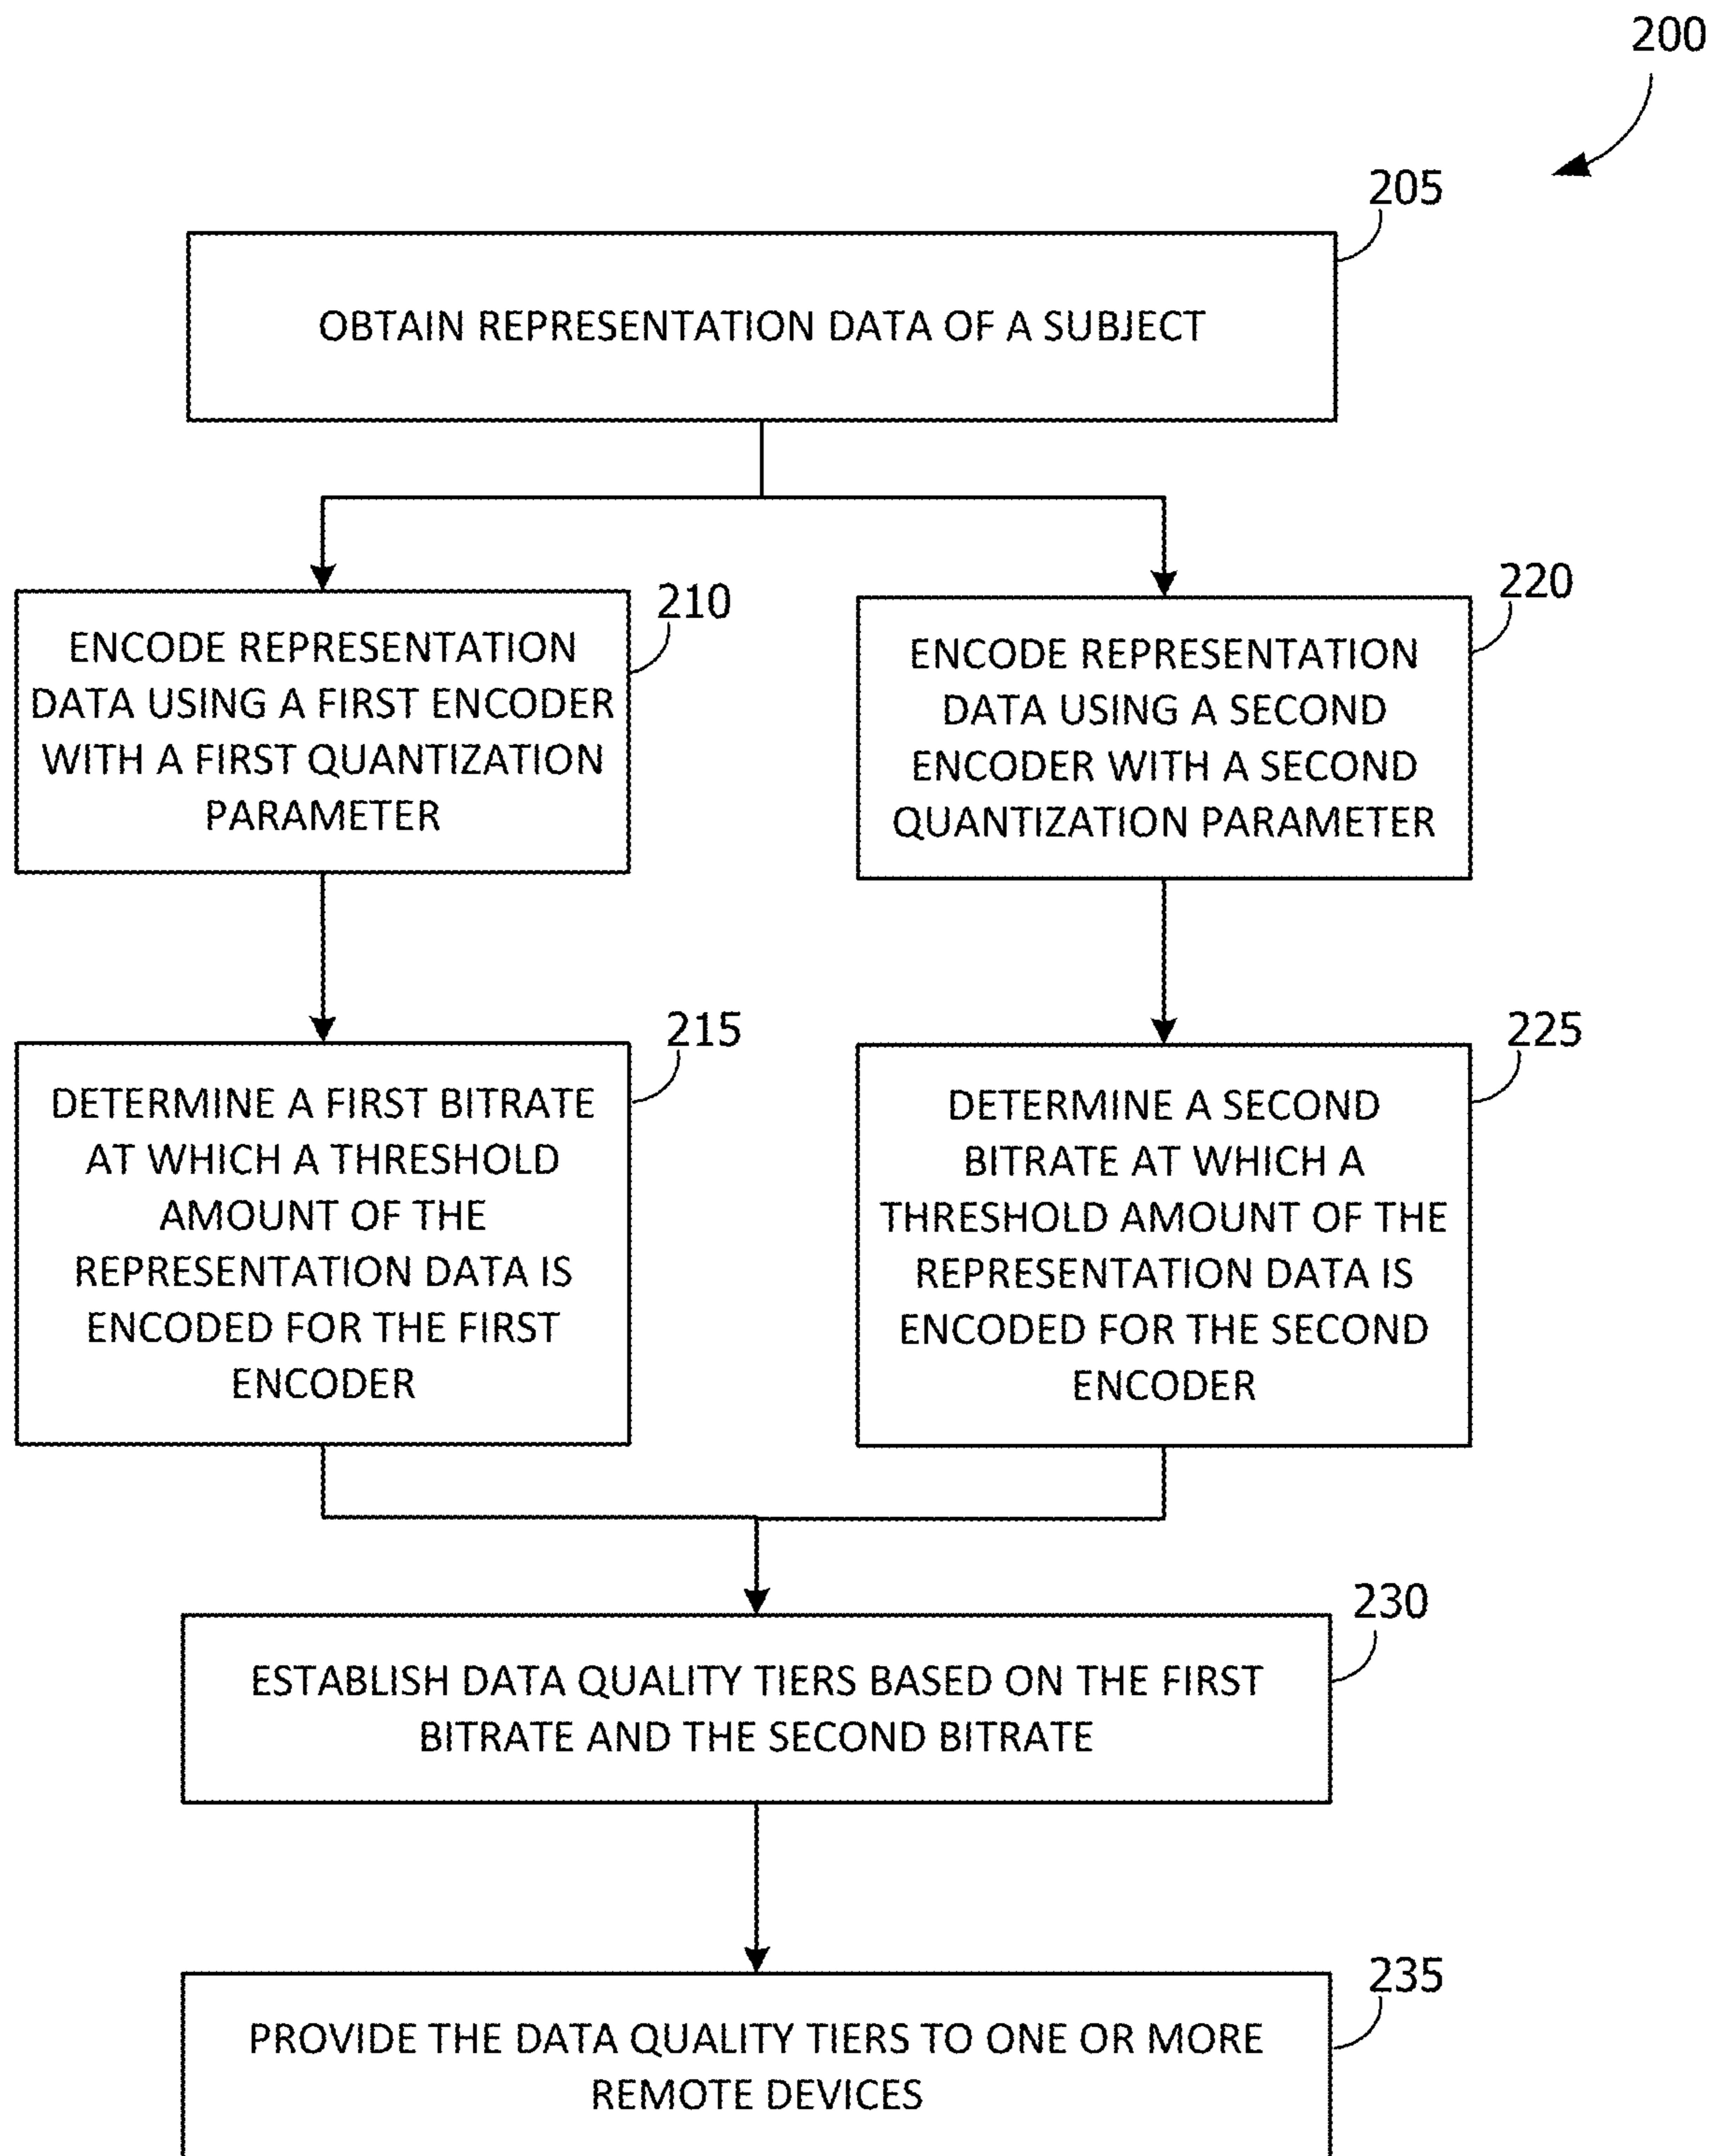 200
205
OBTAIN REPRESENTATION DATA OF A SUBJECT
210
ENCODE REPRESENTATION
DATA USING A FIRST ENCODER
WITH A FIRST QUANTIZATION
PARAMETER
220
ENCODE REPRESENTATION
DATA USING A SECOND
ENCODER WITH A SECOND
QUANTIZATION PARAMETER
215
DETERMINE A FIRST BITRATE
AT WHICH A THRESHOLD
AMOUNT OF THE
REPRESENTATION DATA IS
ENCODED FOR THE FIRST
ENCODER
225
DETERMINE A SECOND
BITRATE AT WHICH A
THRESHOLD AMOUNT OF THE
REPRESENTATION DATA IS
ENCODED FOR THE SECOND
ENCODER
230
ESTABLISH DATA QUALITY TIERS BASED ON THE FIRST
BITRATE AND THE SECOND BITRATE
235
PROVIDE THE DATA QUALITY TIERS TO ONE OR MORE
REMOTE DEVICES